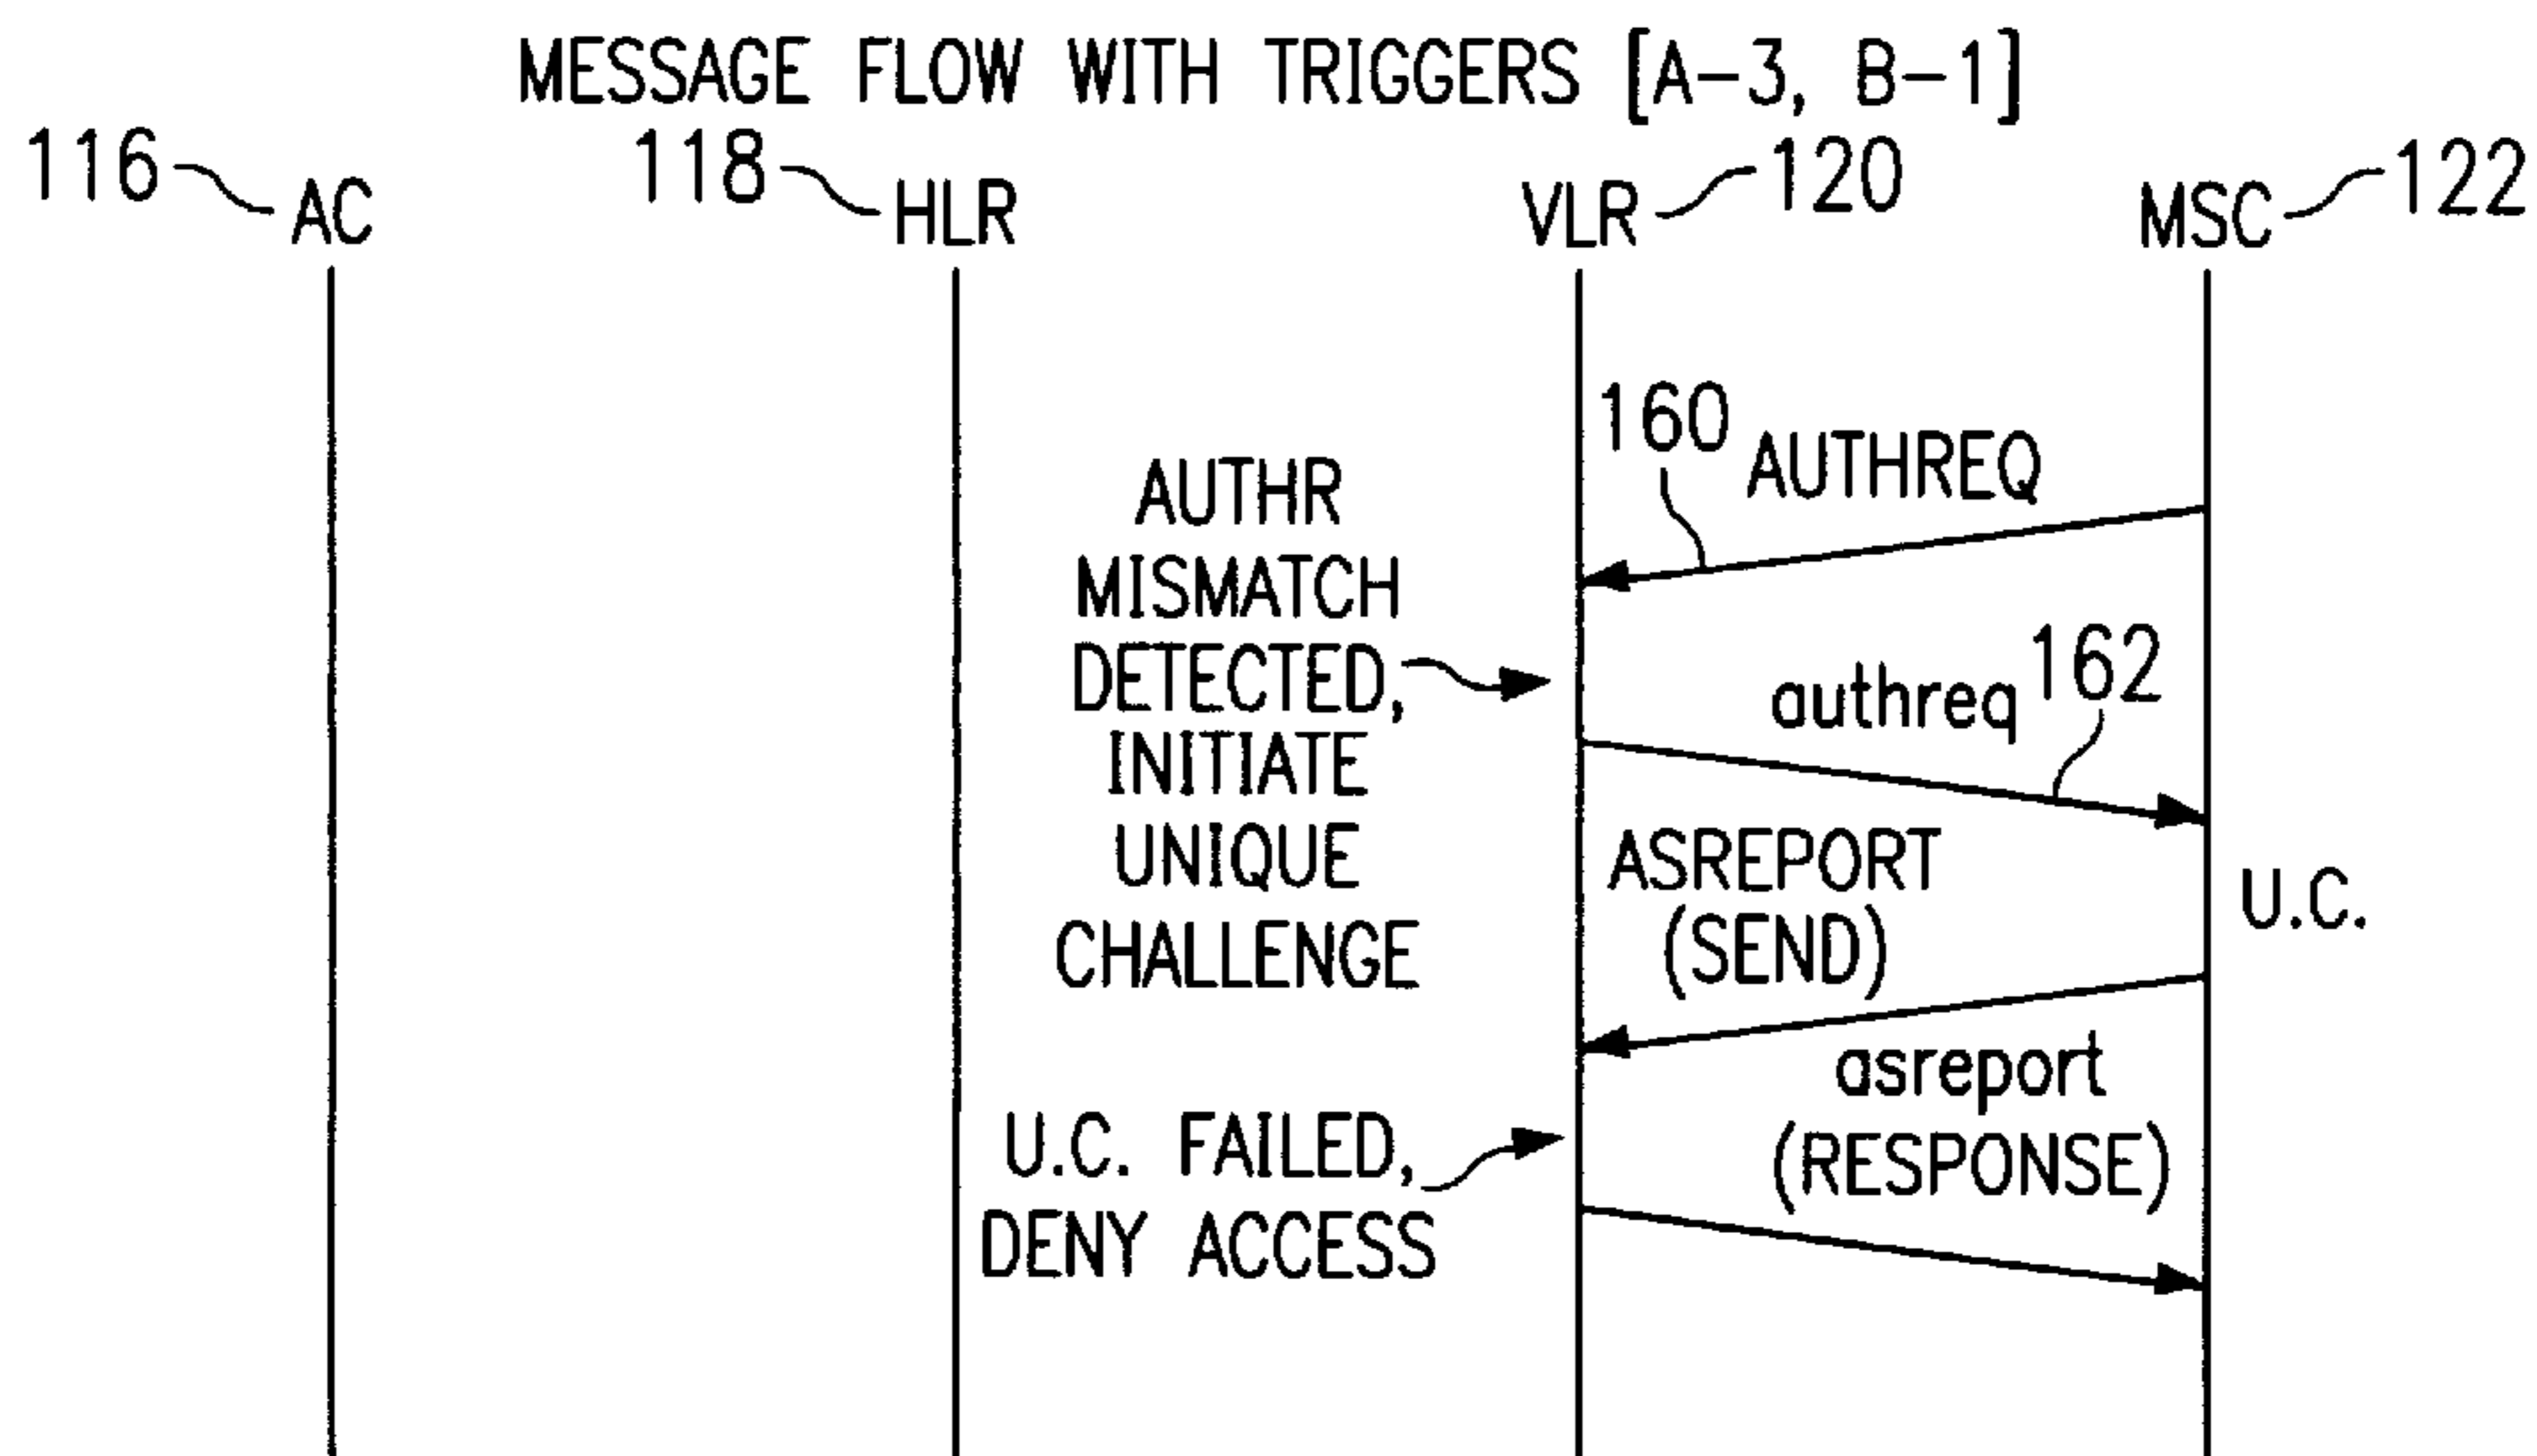 MESSAGE FLOW WITH TRIGGERS [A-3, B-1]
116 AC
118 HLR
VLR 120
MSC 122
160
AUTHREQ
AUTHR
MISMATCH
DETECTED,
INITIATE
UNIQUE
CHALLENGE
authreq 162
ASREPORT
(SEND)
U.C.
asreport
(RESPONSE)
U.C. FAILED,
DENY ACCESS